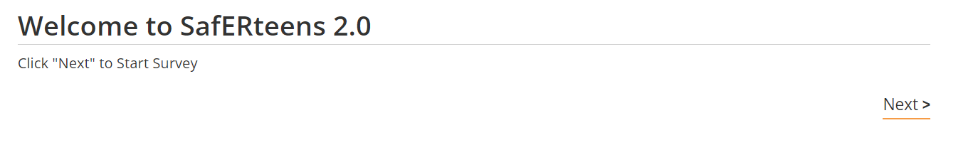 Welcome to SafERteens 2.0
Click "Next" to Start Survey
Next >